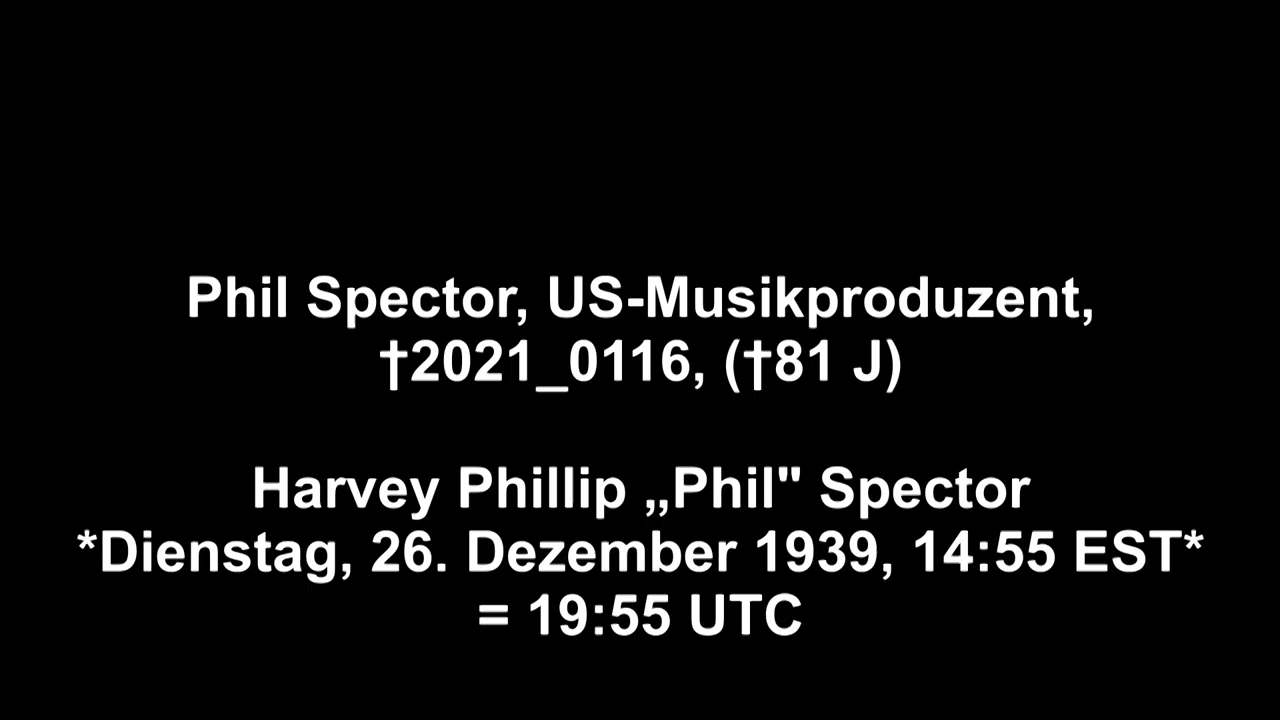 Phil Spector, US-Musikproduzent,
†2021_0116, (†81 J)
Harvey Phillip „Phil" Spector
*Dienstag, 26. Dezember 1939, 14:55 EST*
= 19:55 UTC